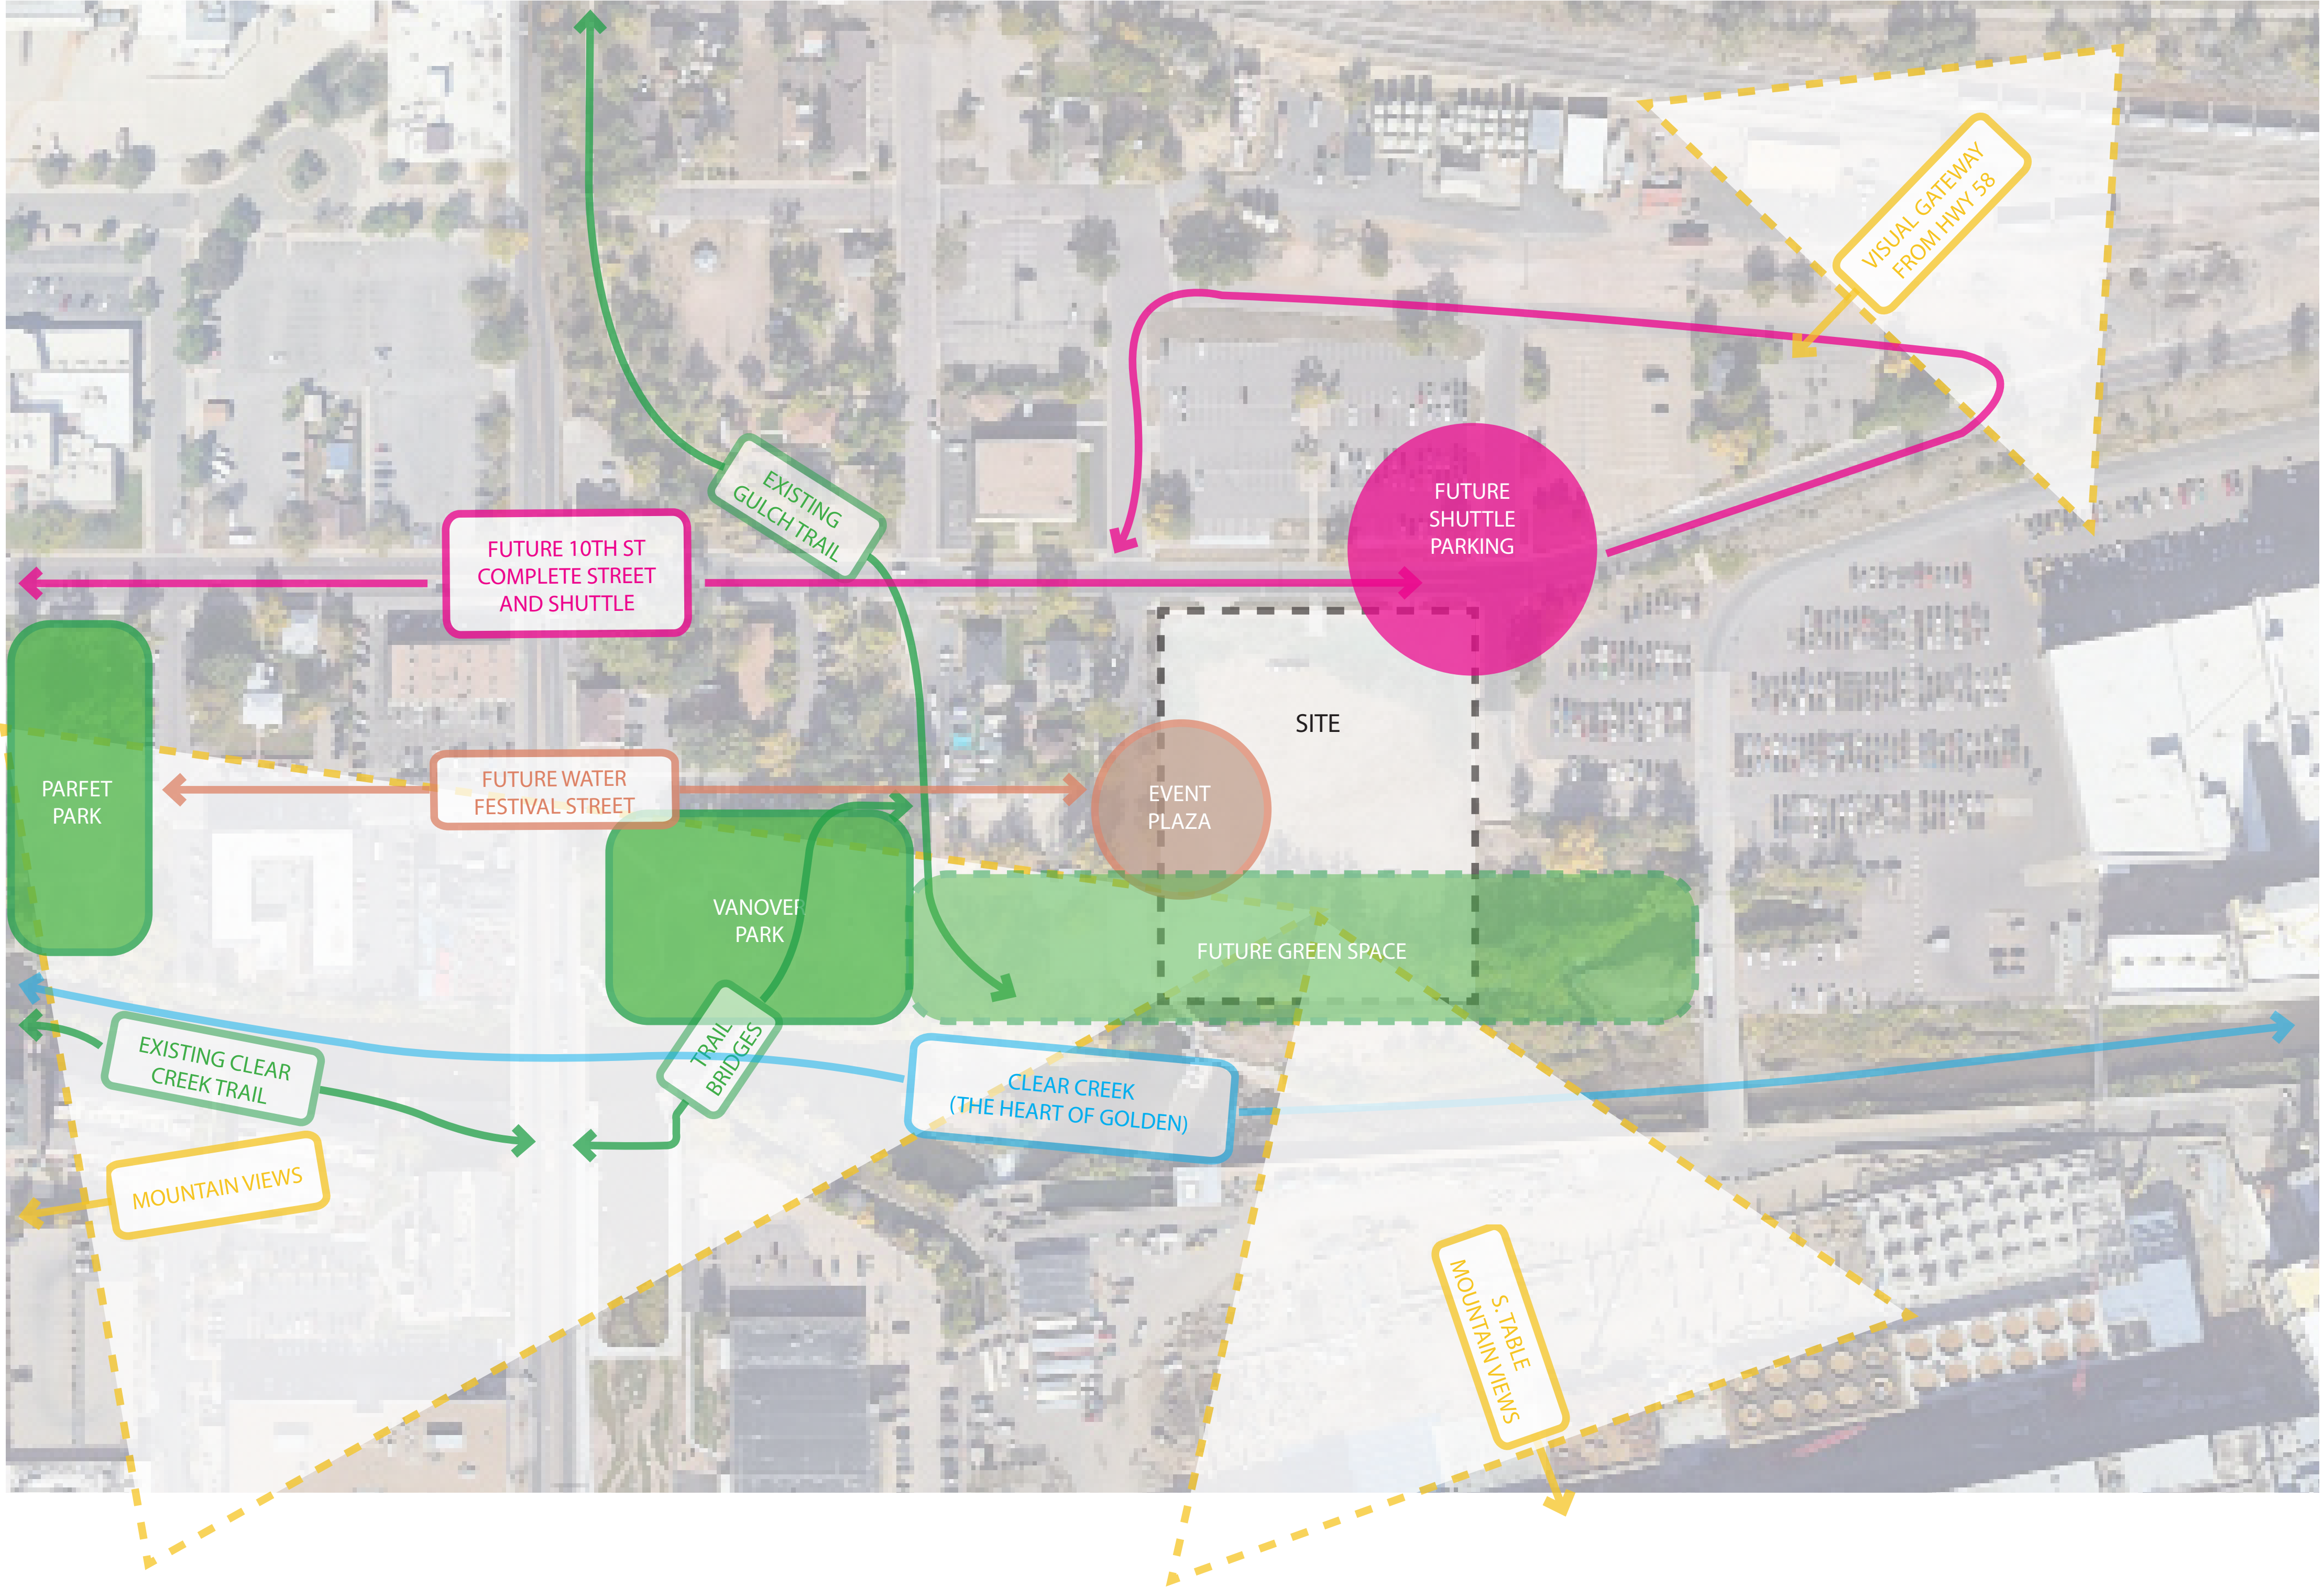 VISUAL GATEWAY
FROM HWY 58
EXISTING
GULCH TRAIL
FUTURE
SHUTTLE
PARKING
FUTURE 10TH ST
COMPLETE STREET
AND SHUTTLE
SITE
PARFET
PARK
FUTURE WATER
FESTIVAL STREET
EVENT
PLAZA
VANOVER
PARK
FUTURE GREEN SPACE
TRAIL
BRIDGES
EXISTING CLEAR
CREEK TRAIL
CLEAR CREEK
(THE HEART OF GOLDEN)
MOUNTAIN VIEWS
S. TABLE
MOUNTAIN VIEWS